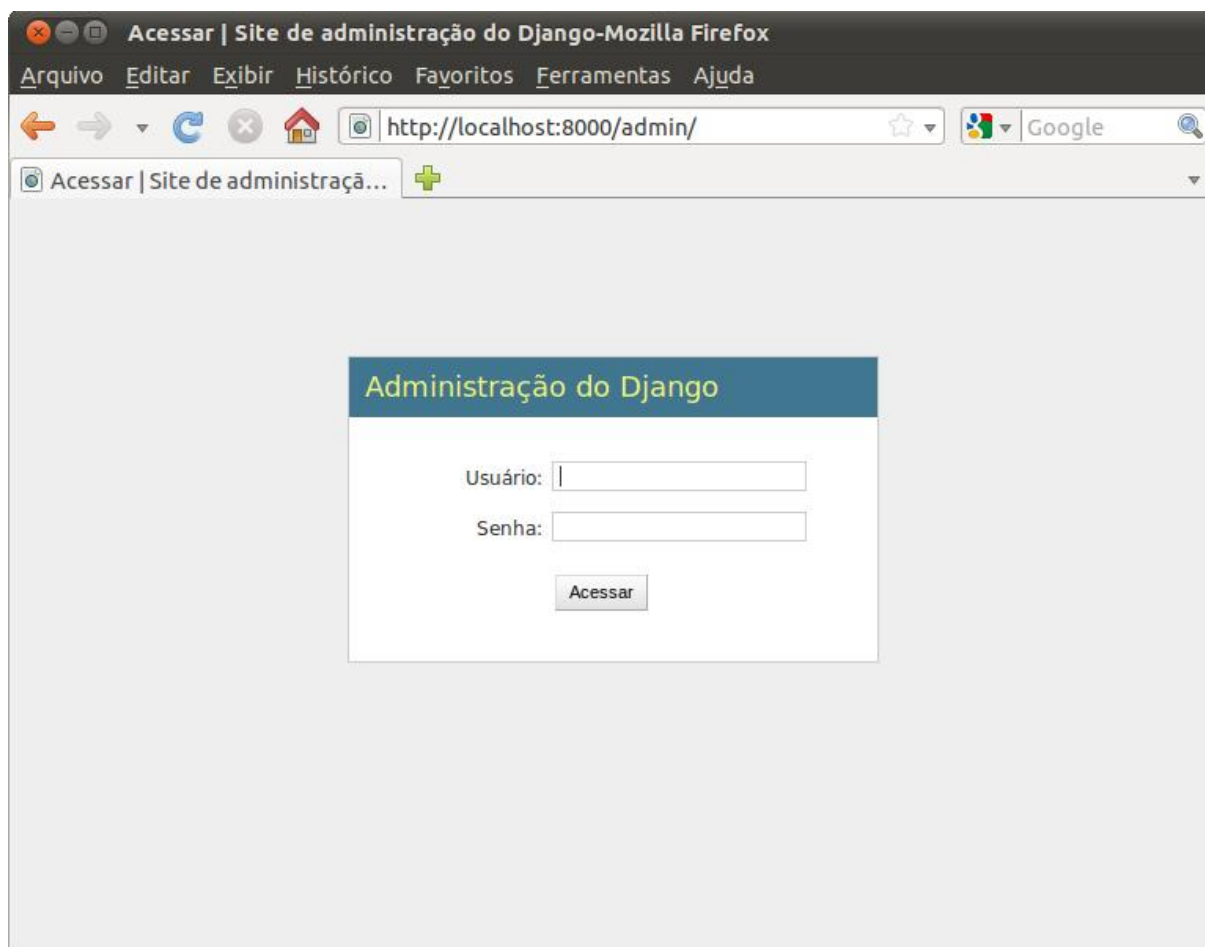 Acessar | Site de administração do Django-Mozilla Firefox
Arquivo Editar Exibir Histórico Favoritos Ferramentas Ajuda
http://localhost:8000/admin/ Google
Acessar | Site de administraçã...
Administração do Django
Usuário:
Senha:
Acessar